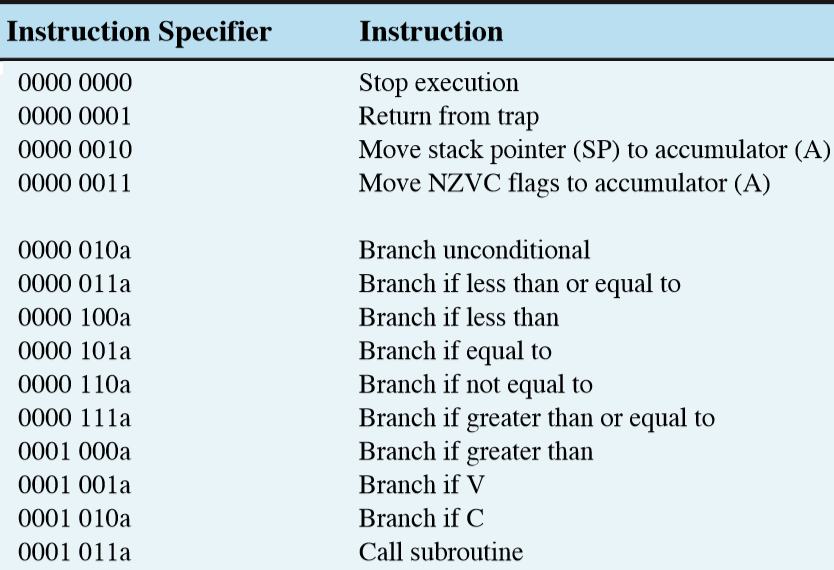 Instruction Specifier Instruction
0000 0000 Stop execution
0000 0001 Return from trap
0000 0010 Move stack pointer (SP) to accumulator (A)
0000 0011 Move NZVC flags to accumulator (A)
0000 010a Branch unconditional
0000 011a Branch if less than or equal to
0000 100a Branch if less than
0000 101a Branch if equal to
0000 110a Branch if not equal to
0000 111a Branch if greater than or equal to
0001 000a Branch if greater than
0001 001a Branch if V
0001 010a Branch if C
0001 011a Call subroutine